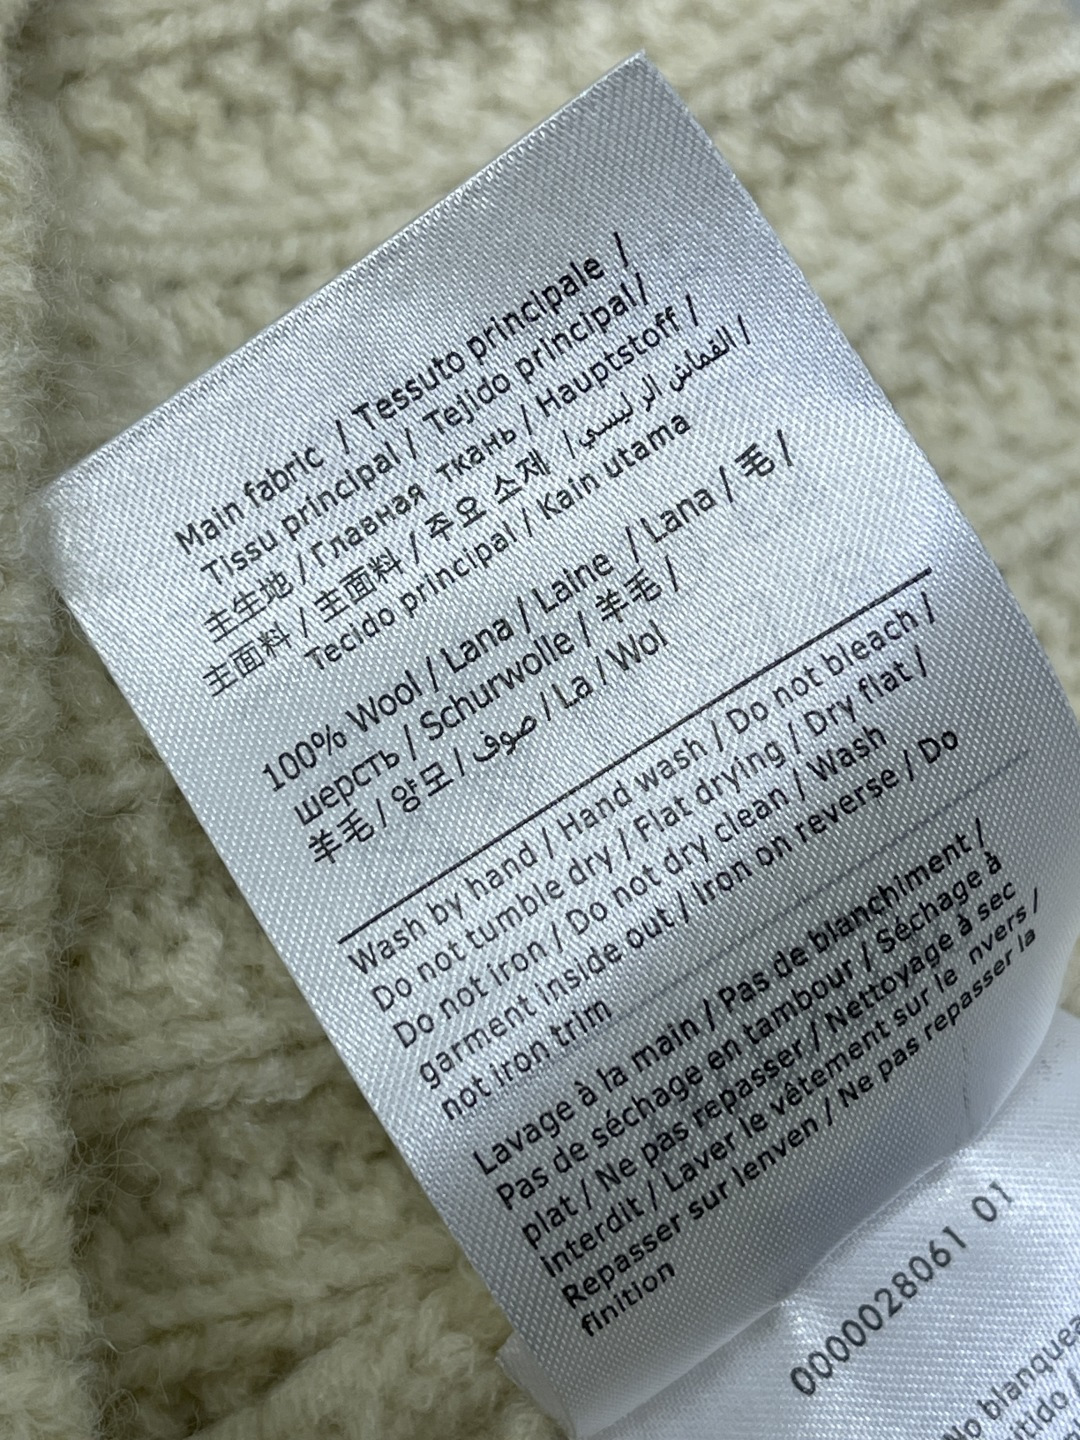 Main fabric / Tessuto principale /
Tissu principal / Tejido principal/
主生地 / Главная ткань / Hauptstoff /
主面料 / 主面料 / 주요 소제 / القماش الرئيسي /
Tecido principal / Kain utama
100% Wool / Lana / Laine / Lana / 毛 /
шерсть / Schurwolle / 羊毛 /
羊毛 / 양모 / صوف / La / Wol
Wash by hand / Hand wash / Do not bleach /
Do not tumble dry / Flat drying / Dry flat /
Do not iron / Do not dry clean / Wash
garment inside out / Iron on reverse / Do
not iron trim
Lavage à la main / Pas de blanchiment /
Pas de séchage en tambour / Séchage à
plat / Ne pas repasser / Nettoyage à sec
interdit / Laver le vêtement sur le nvers /
Repasser sur lenven / Ne pas repasser la
finition
0000028061 01
No blanquea